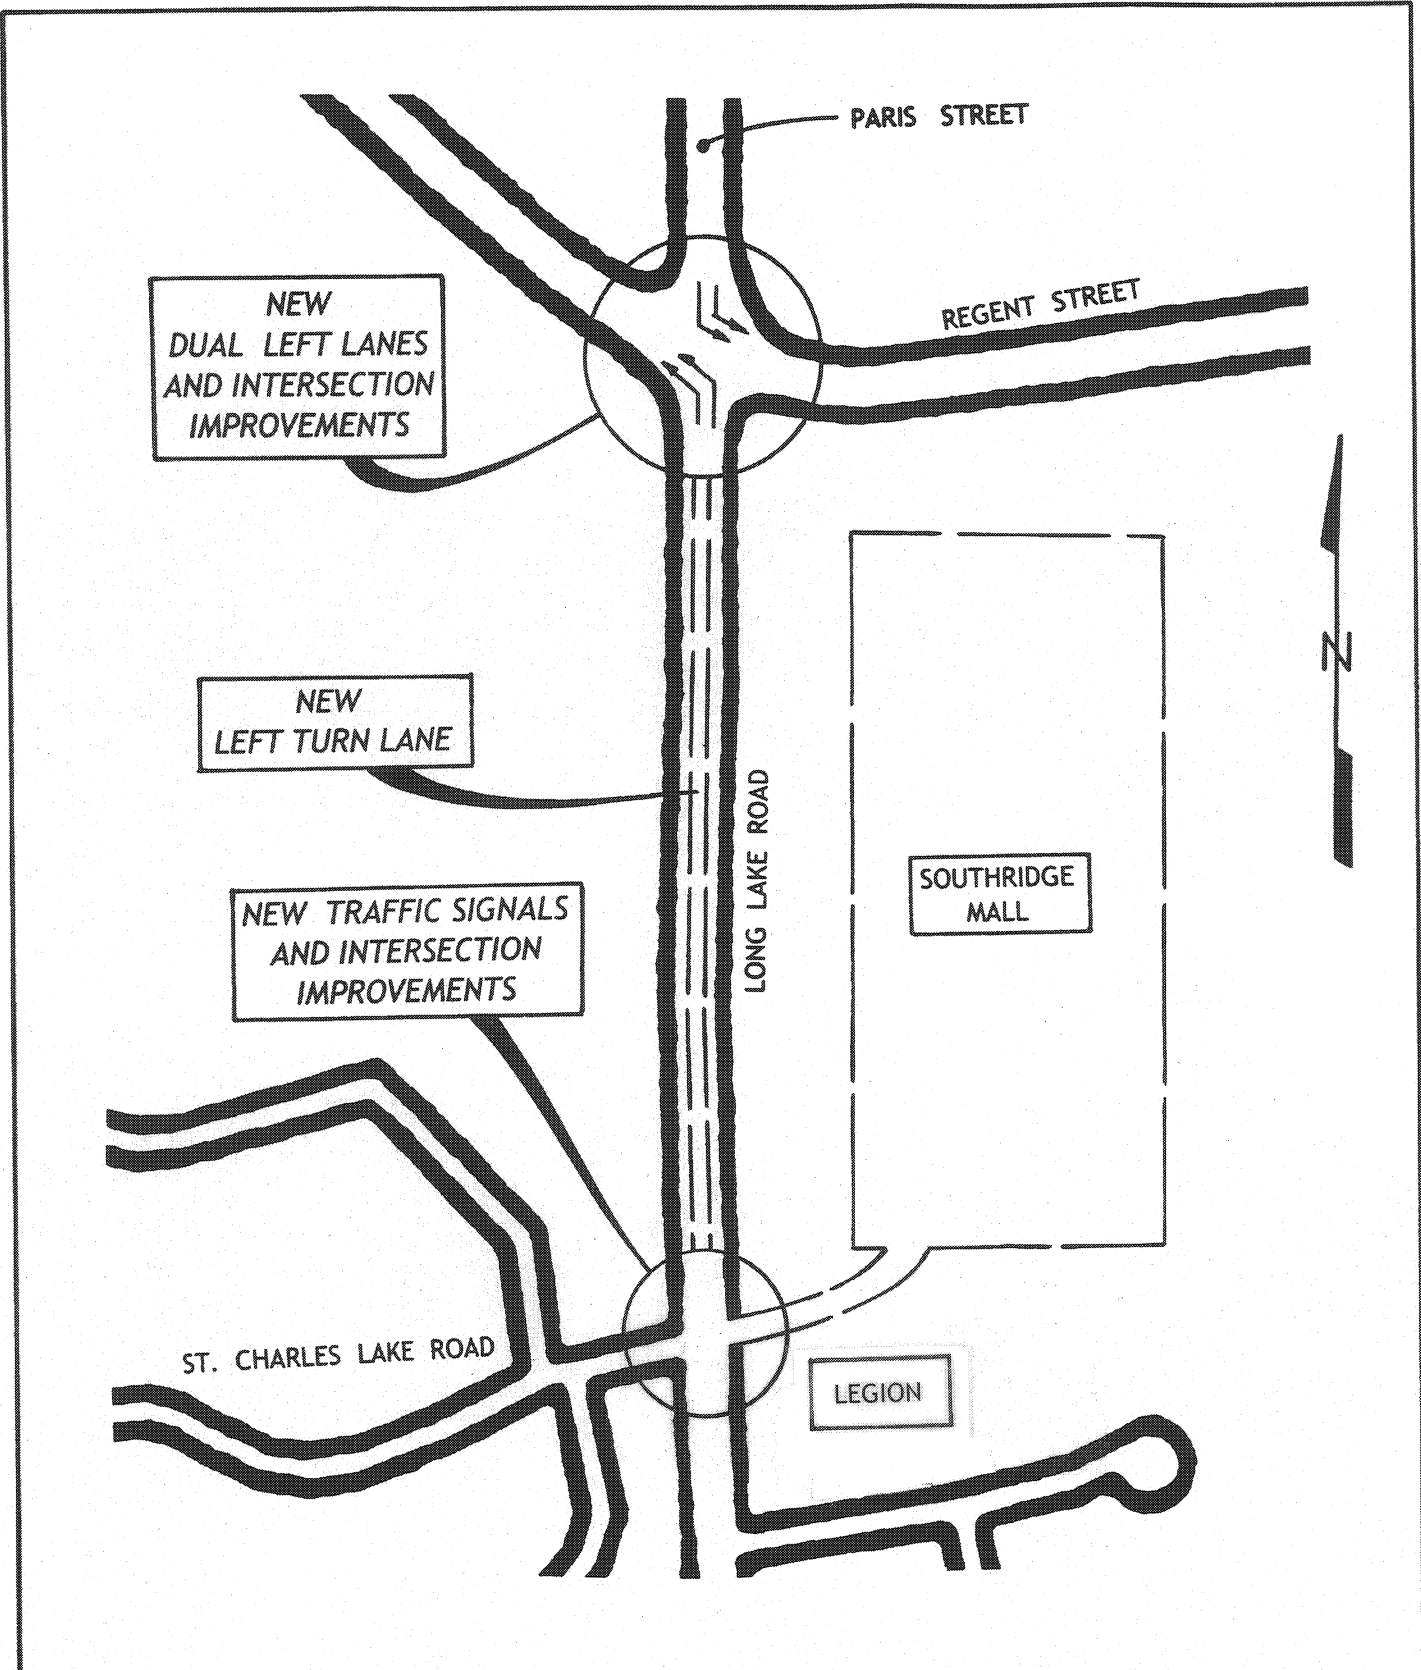 PARIS STREET
REGENT STREET
NEW
DUAL LEFT LANES
AND INTERSECTION
IMPROVEMENTS
N
NEW
LEFT TURN LANE
LONG LAKE ROAD
SOUTHRIDGE
MALL
NEW TRAFFIC SIGNALS
AND INTERSECTION
IMPROVEMENTS
ST. CHARLES LAKE ROAD
LEGION